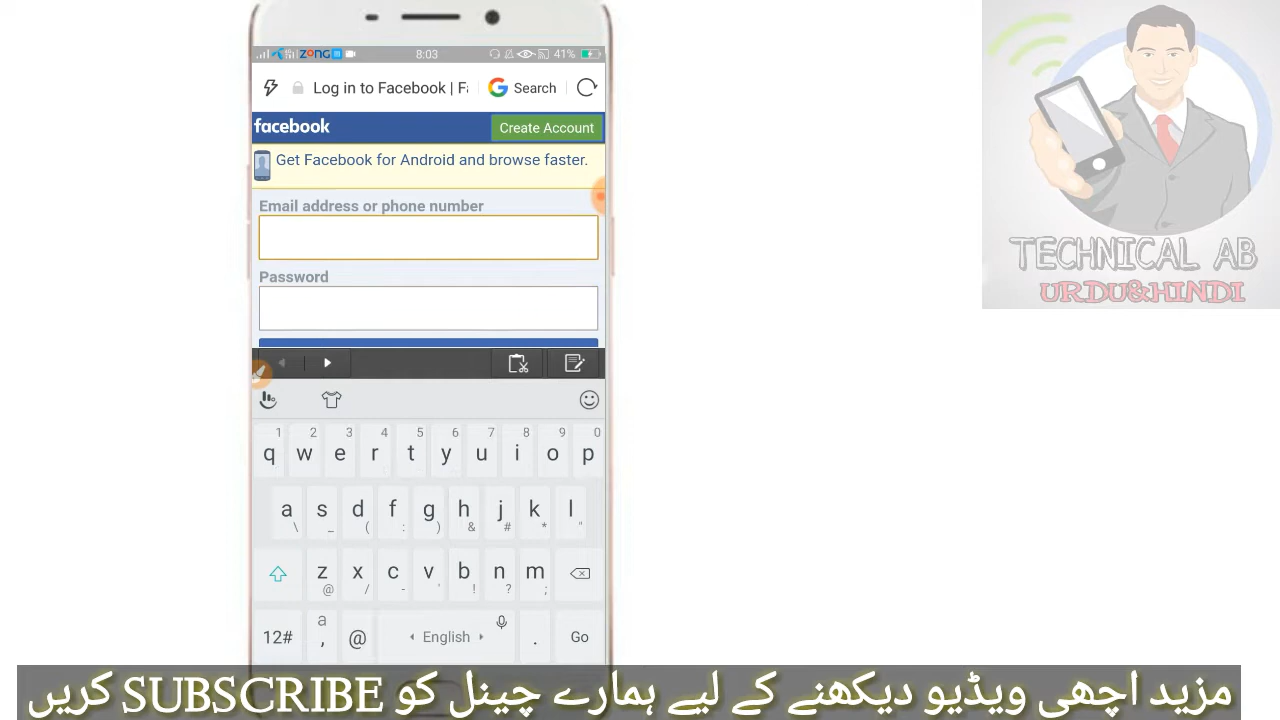 zong 8:03 41%
Log in to Facebook | Fa
Search
facebook
Create Account
Get Facebook for Android and browse faster.
Email address or phone number
Password
1 2 3 4 5 6 7 8 9 0
q w e r t y u i o p
a s d f g h j k l
\ _ ( : ) & # * "
z x c v b n m
@ / - ' ! ? ;
12# a , @ English . Go
TECHNICAL AB
URDU&HINDI
مزید اچھی ویڈیو دیکھنے کے لیے ہمارے چینل کو SUBSCRIBE کریں